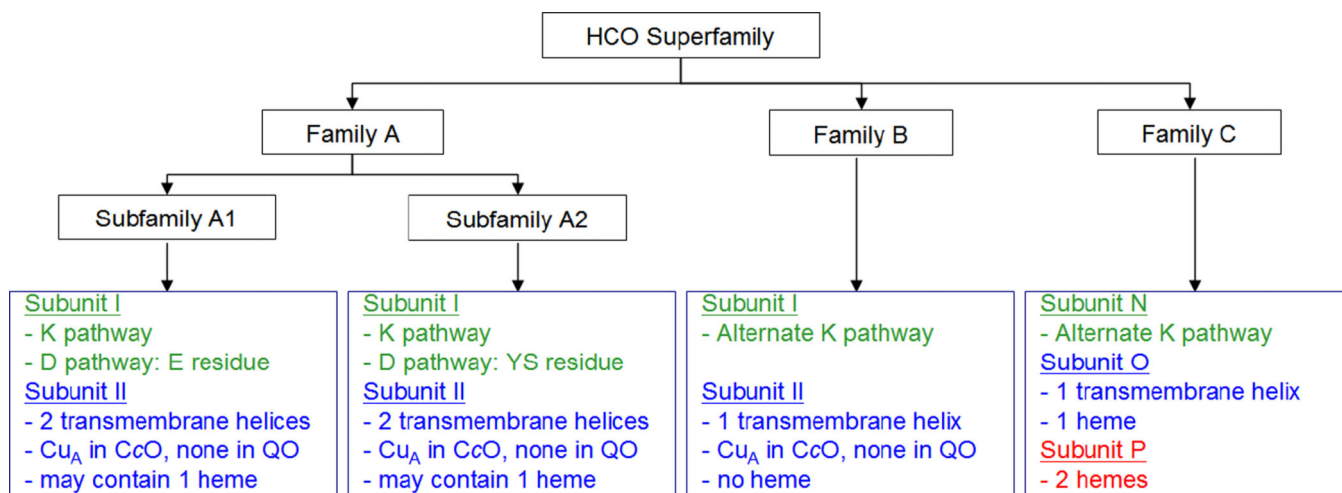 HCO Superfamily
Family A
Family B
Family C
Subfamily A1
Subfamily A2
Subunit I
- K pathway
- D pathway: E residue
Subunit II
- 2 transmembrane helices
- CuA in CcO, none in QO
- may contain 1 heme
Subunit I
- K pathway
- D pathway: YS residue
Subunit II
- 2 transmembrane helices
- CuA in CcO, none in QO
- may contain 1 heme
Subunit I
- Alternate K pathway
Subunit II
- 1 transmembrane helix
- CuA in CcO, none in QO
- no heme
Subunit N
- Alternate K pathway
Subunit O
- 1 transmembrane helix
- 1 heme
Subunit P
- 2 hemes